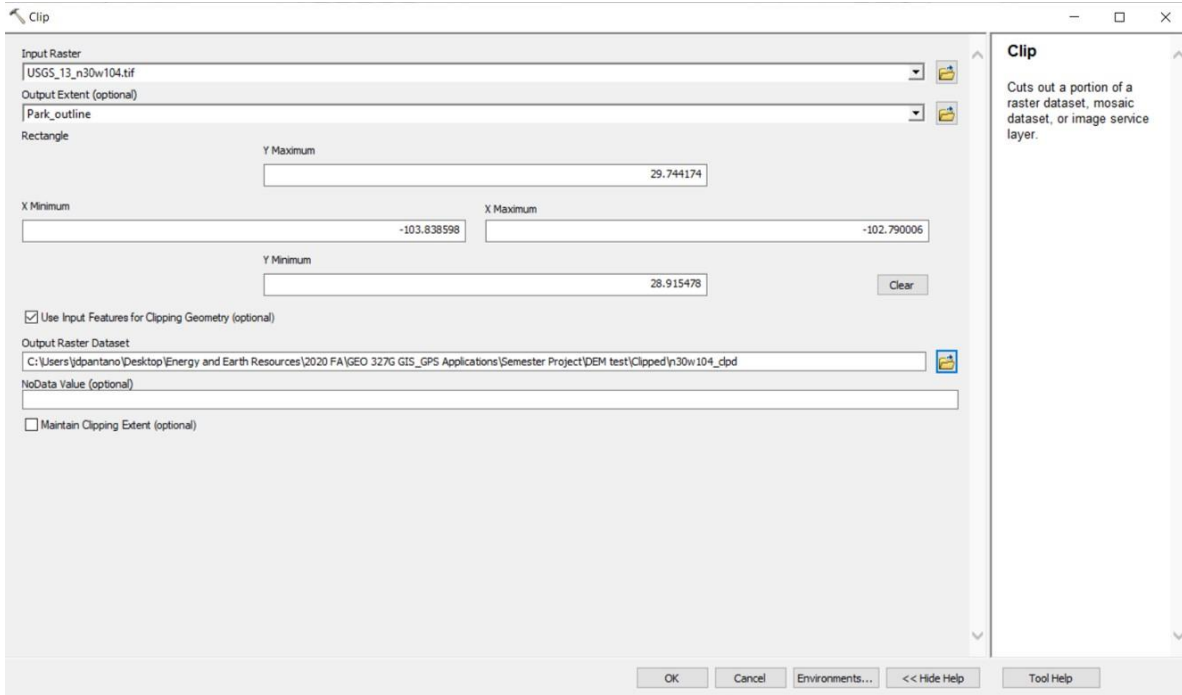 Clip
Input Raster
USGS_13_n30w104.tif
Output Extent (optional)
Park_outline
Rectangle
Y Maximum
29.744174
X Minimum
X Maximum
-103.838598
-102.790006
Y Minimum
28.915478
Clear
Use Input Features for Clipping Geometry (optional)
Output Raster Dataset
C:\Users\jdpantano\Desktop\Energy and Earth Resources\2020 FA\GEO 327G GIS_GPS Applications\Semester Project\DEM test\Clipped\n30w104_clpd
NoData Value (optional)
Maintain Clipping Extent (optional)
OK
Cancel
Environments...
<< Hide Help
Tool Help
Clip
Cuts out a portion of a
raster dataset, mosaic
dataset, or image service
layer.